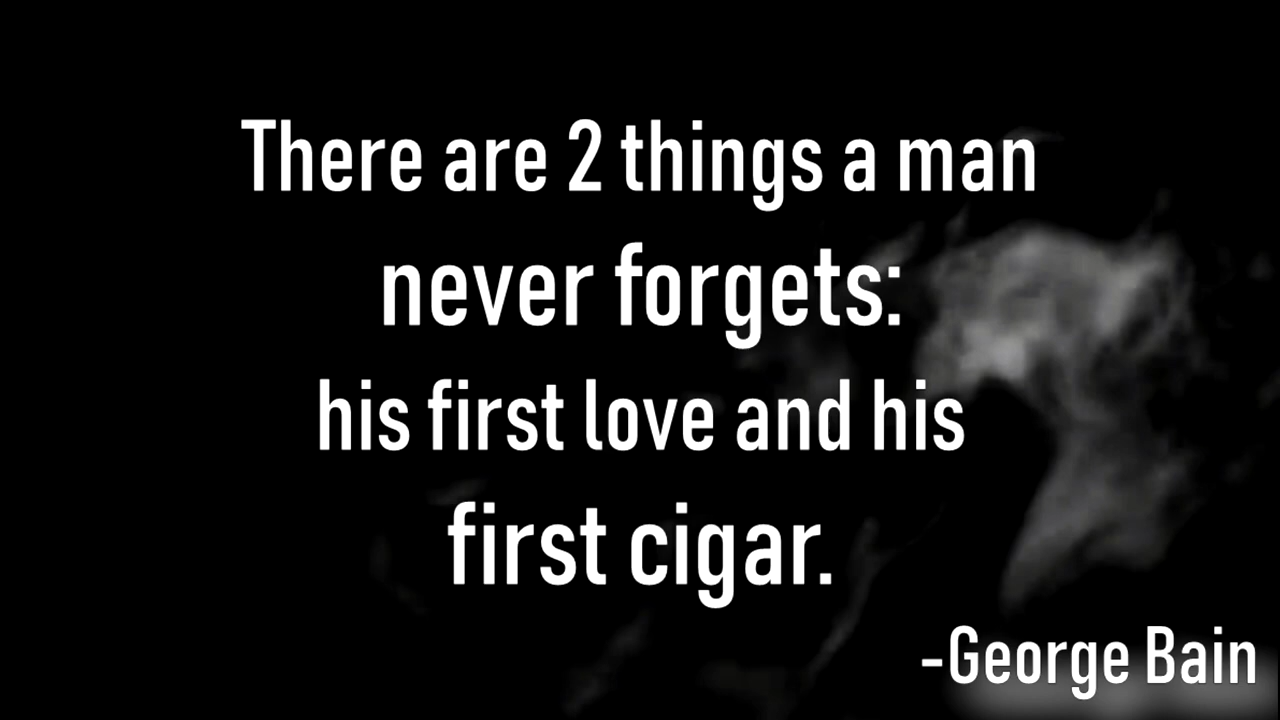 There are 2 things a man
never forgets:
his first love and his
first cigar.
-George Bain